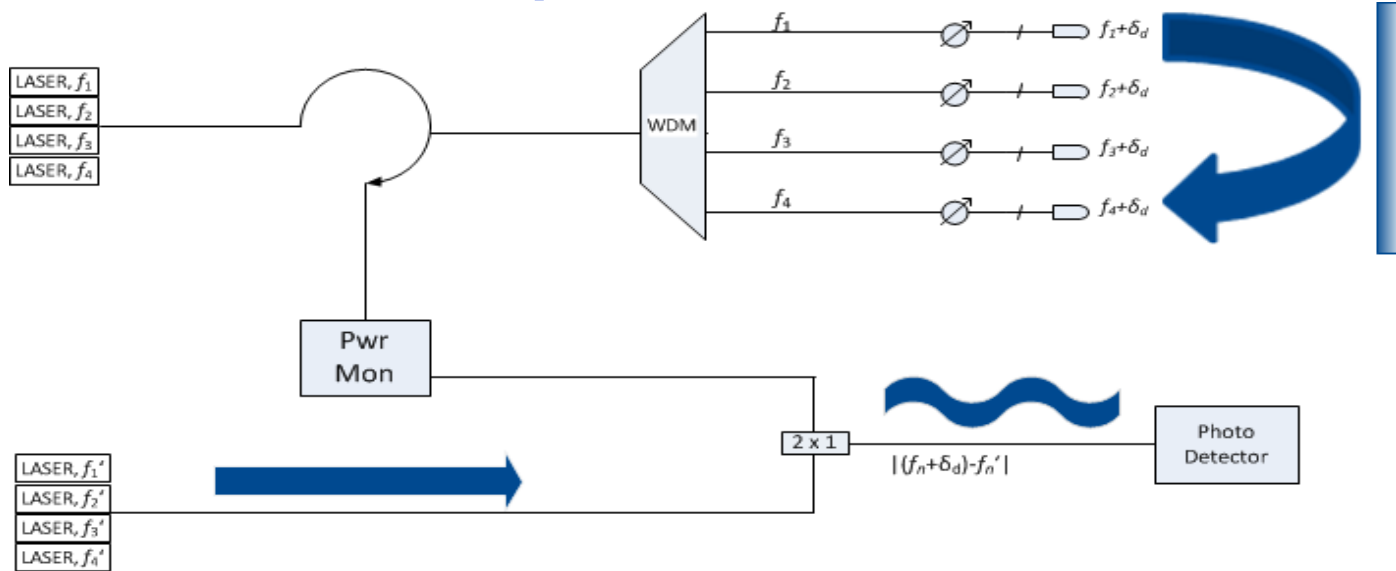 LASER, f₁
LASER, f₂
LASER, f₃
LASER, f₄
WDM
f₁
f₂
f₃
f₄
f₁+δd
f₂+δd
f₃+δd
f₄+δd
Pwr
Mon
2 x 1
|(fₙ+δd)-fₙ′|
Photo
Detector
LASER, f₁′
LASER, f₂′
LASER, f₃′
LASER, f₄′